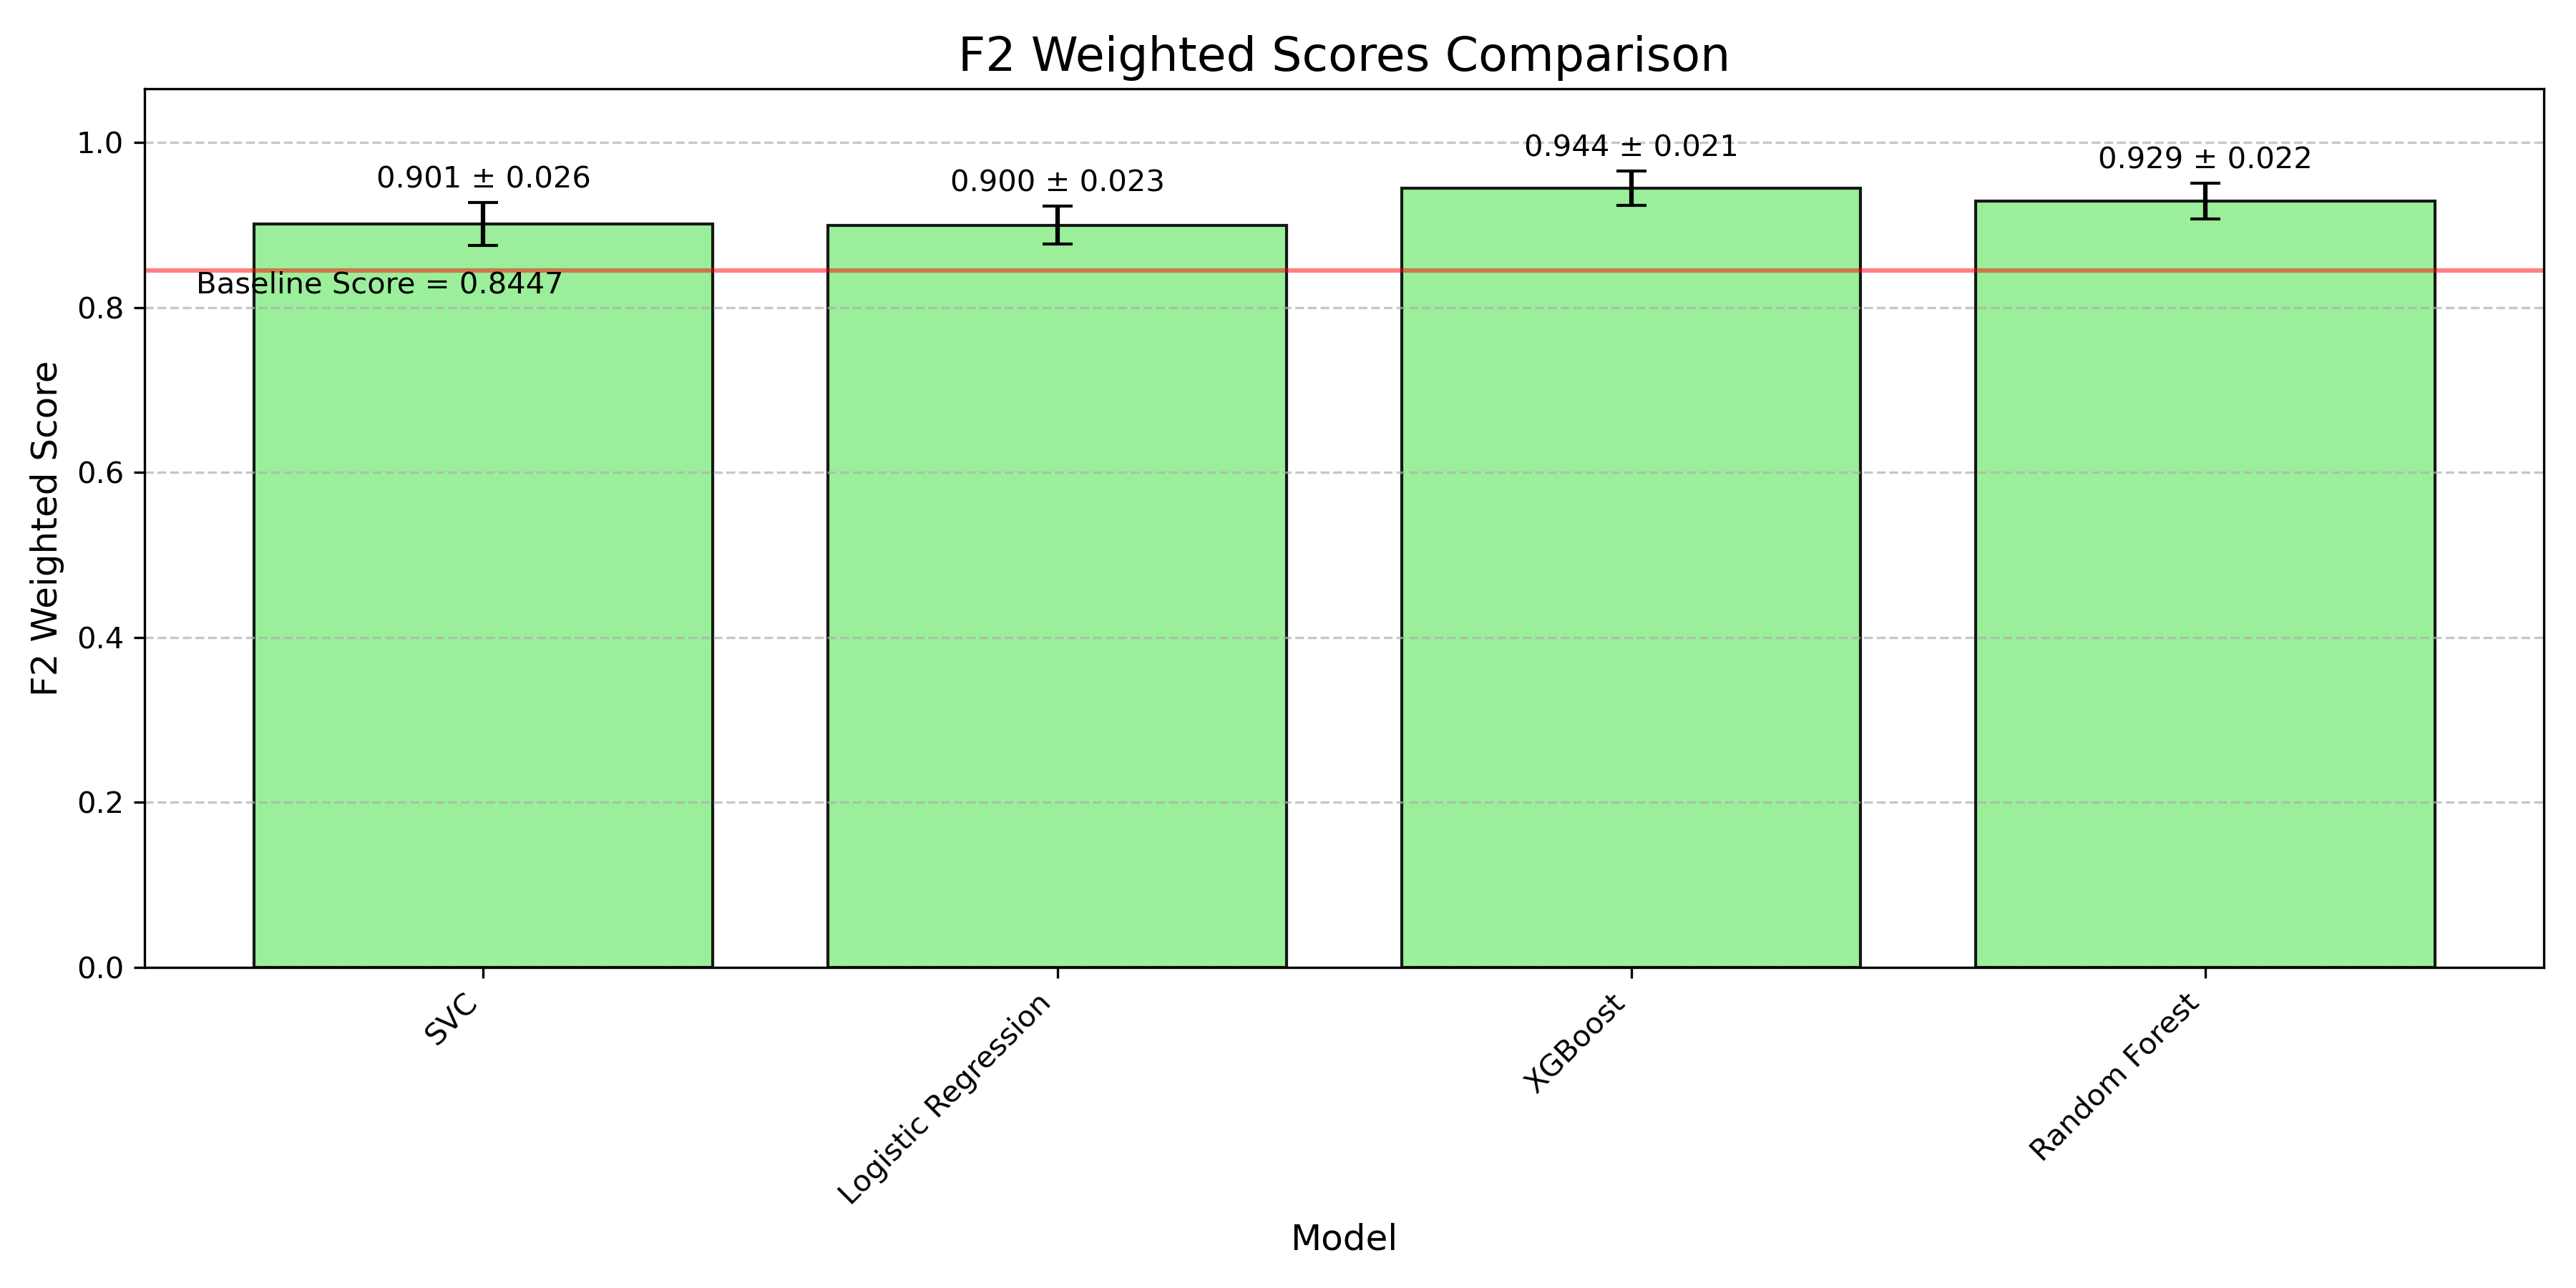 F2 Weighted Scores Comparison
F2 Weighted Score
1.0
0.8
0.6
0.4
0.2
0.0
0.901 ± 0.026
0.900 ± 0.023
0.944 ± 0.021
0.929 ± 0.022
Baseline Score = 0.8447
SVC
Logistic Regression
XGBoost
Random Forest
Model